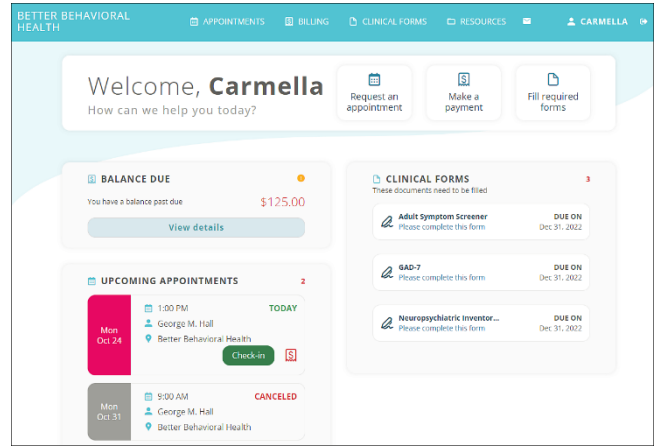 BETTER BEHAVIORAL
HEALTH
APPOINTMENTS
BILLING
CLINICAL FORMS
RESOURCES
CARMELLA
Welcome, Carmella
How can we help you today?
Request an
appointment
Make a
payment
Fill required
forms
BALANCE DUE
You have a balance past due
$125.00
View details
UPCOMING APPOINTMENTS
2
Mon
Oct 24
1:00 PM
TODAY
George M. Hall
Better Behavioral Health
Check-in
Mon
Oct 31
9:00 AM
CANCELED
George M. Hall
Better Behavioral Health
CLINICAL FORMS
3
These documents need to be filled
Adult Symptom Screener
DUE ON
Please complete this form
Dec 31, 2022
GAD-7
DUE ON
Please complete this form
Dec 31, 2022
Neuropsychiatric Inventor...
DUE ON
Please complete this form
Dec 31, 2022